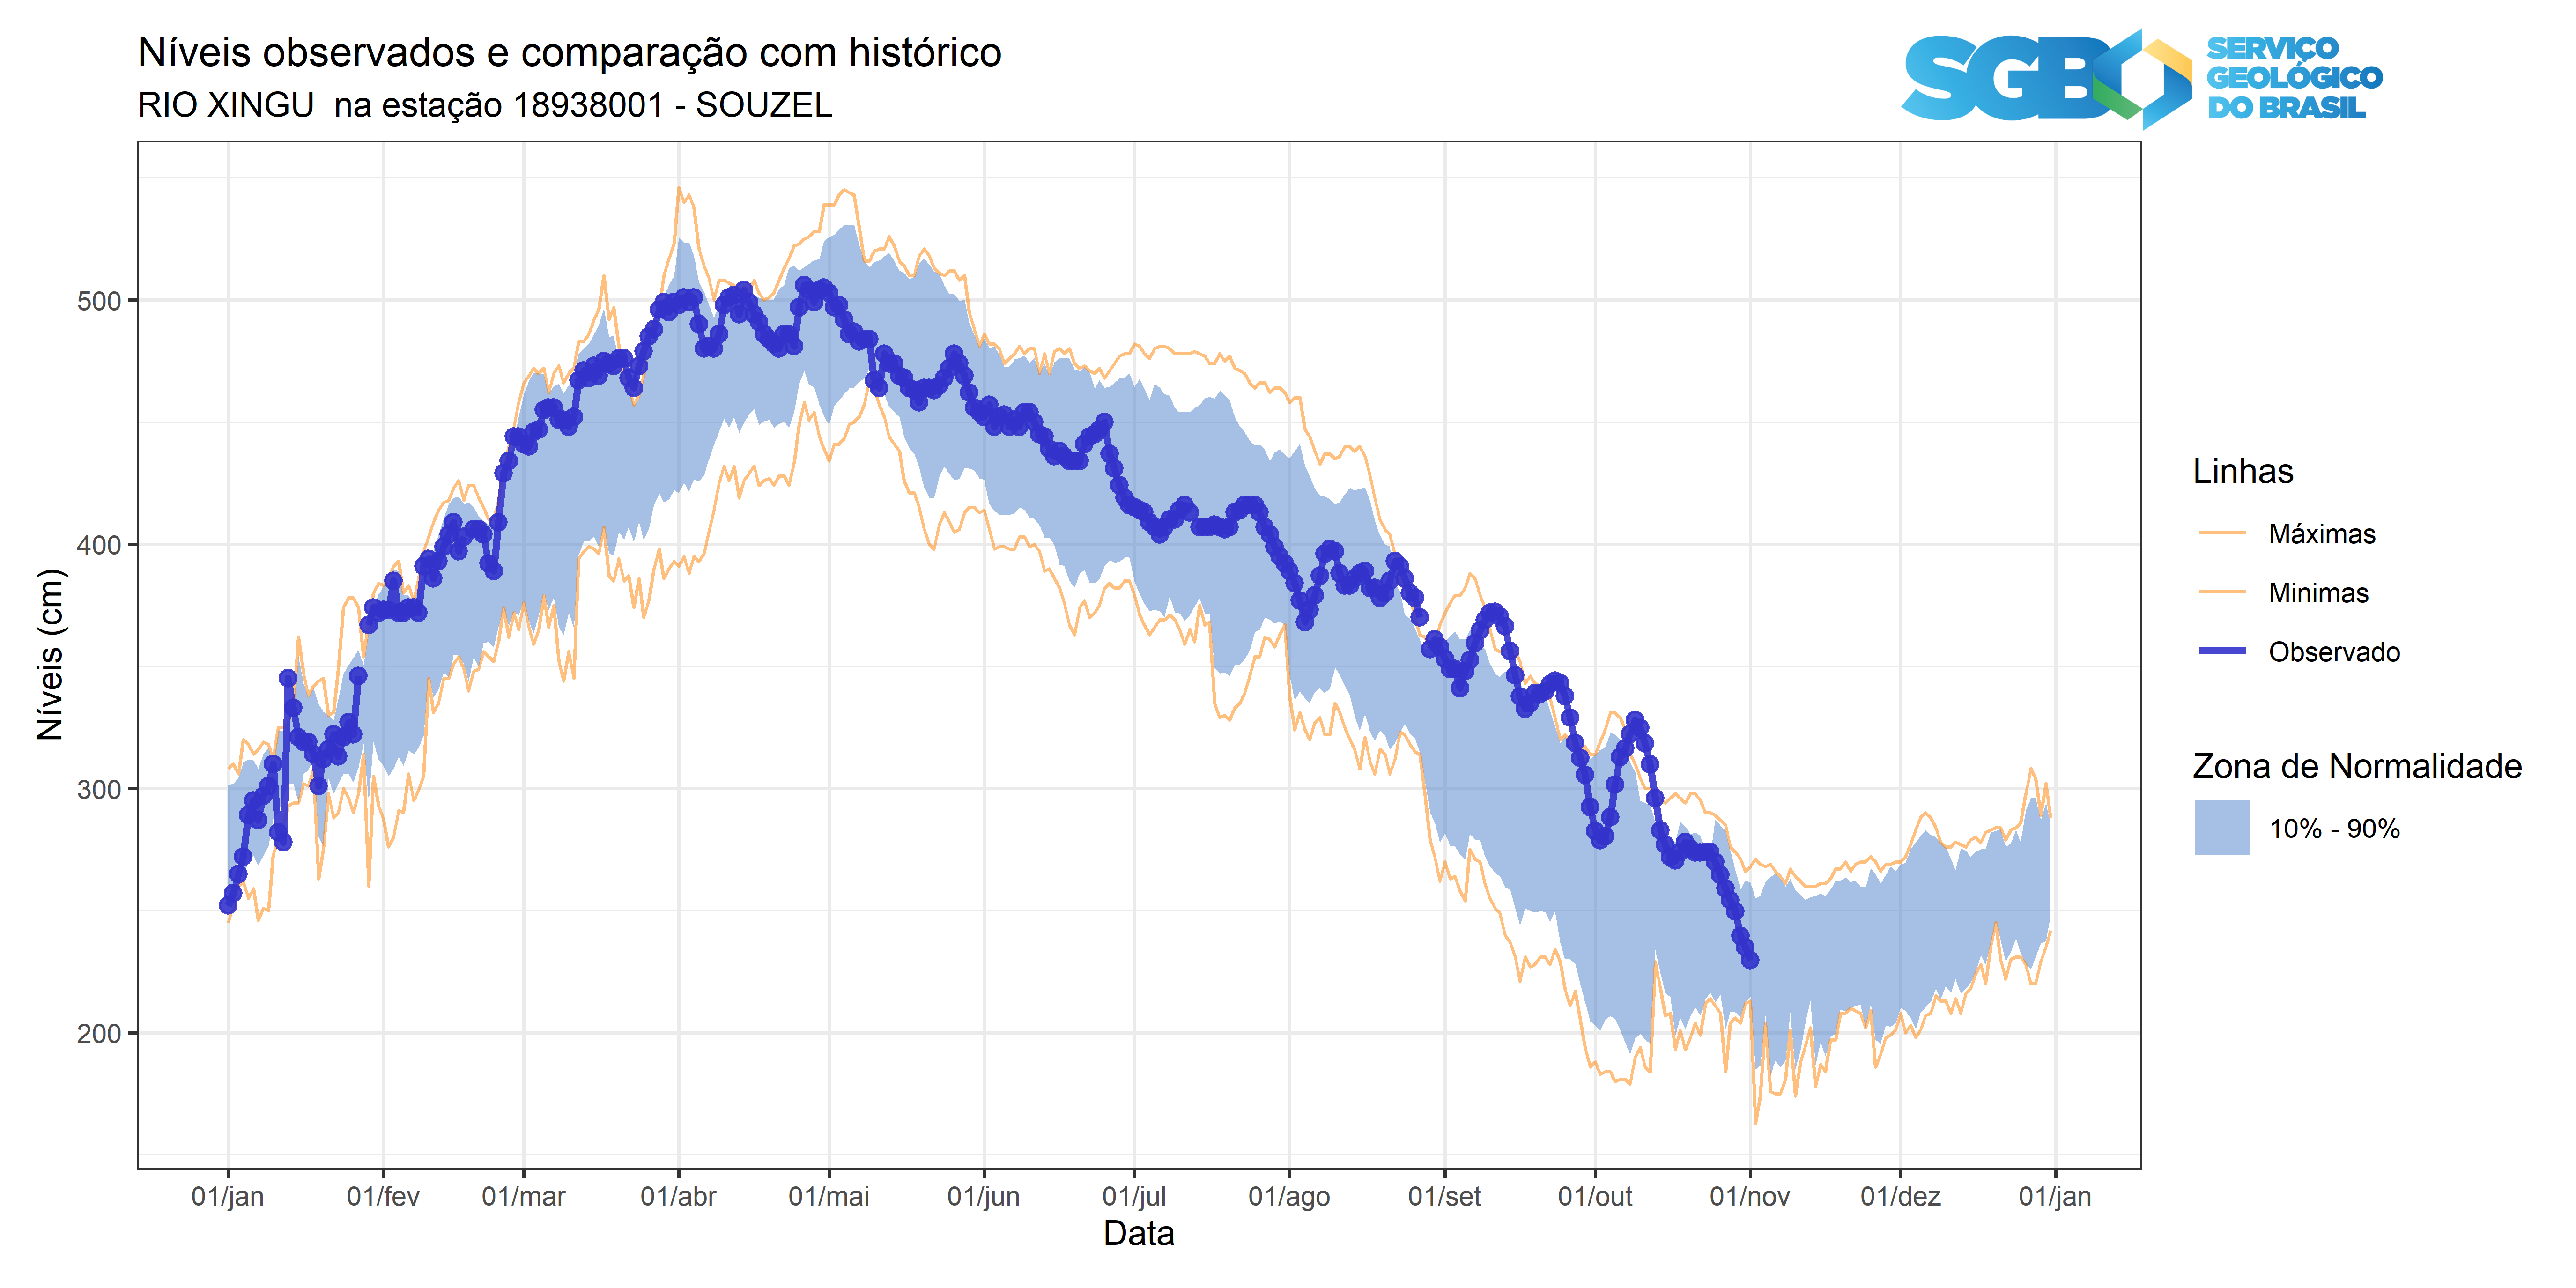 Níveis observados e comparação com histórico
RIO XINGU  na estação 18938001 - SOUZEL
SGB
SERVIÇO
GEOLÓGICO
DO BRASIL
Níveis (cm)
500
400
300
200
01/jan
01/fev
01/mar
01/abr
01/mai
01/jun
01/jul
01/ago
01/set
01/out
01/nov
01/dez
01/jan
Data
Linhas
Máximas
Minimas
Observado
Zona de Normalidade
10% - 90%